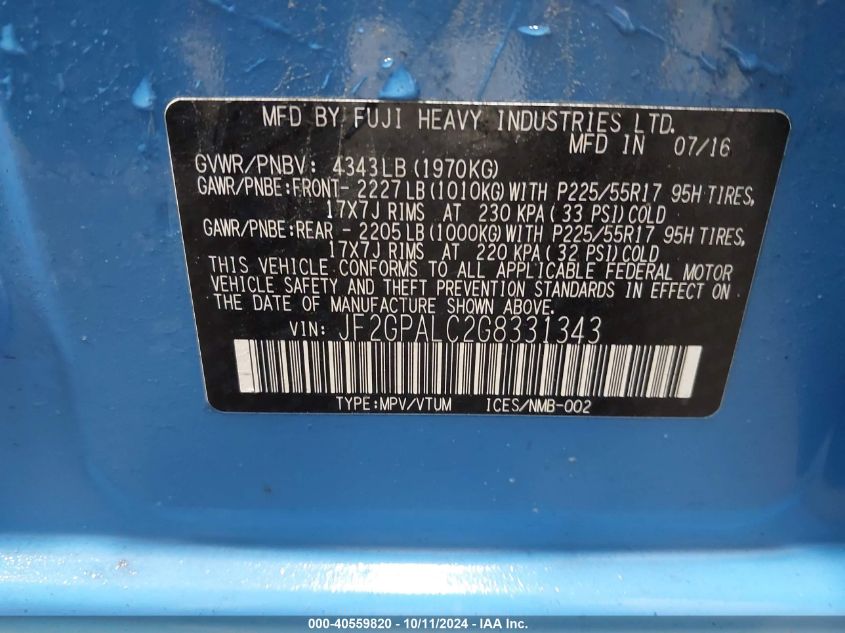 MFD BY FUJI HEAVY INDUSTRIES LTD.
MFD IN 07/16
GVWR/PNBV: 4343LB (1970KG)
GAWR/PNBE:FRONT- 2227LB (1010KG) WITH P225/55R17 95H TIRES,
17X7J RIMS AT 230 KPA (33 PSI) COLD
GAWR/PNBE:REAR - 2205LB (1000KG) WITH P225/55R17 95H TIRES,
17X7J RIMS AT 220 KPA (32 PSI) COLD
THIS VEHICLE CONFORMS TO ALL APPLICABLE FEDERAL MOTOR
VEHICLE SAFETY AND THEFT PREVENTION STANDARDS IN EFFECT ON
THE DATE OF MANUFACTURE SHOWN ABOVE.
VIN: JF2GPALC2G8331343
TYPE:MPV/VTUM ICES/NMB-002
000-40559820 - 10/11/2024 - IAA Inc.